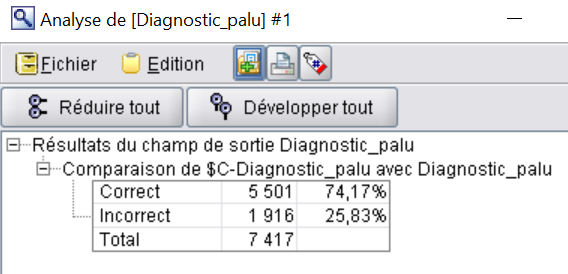 Analyse de [Diagnostic_palu] #1
Fichier Edition
Réduire tout Développer tout
Résultats du champ de sortie Diagnostic_palu
Comparaison de $C-Diagnostic_palu avec Diagnostic_palu
Correct 5 501 74,17%
Incorrect 1 916 25,83%
Total 7 417